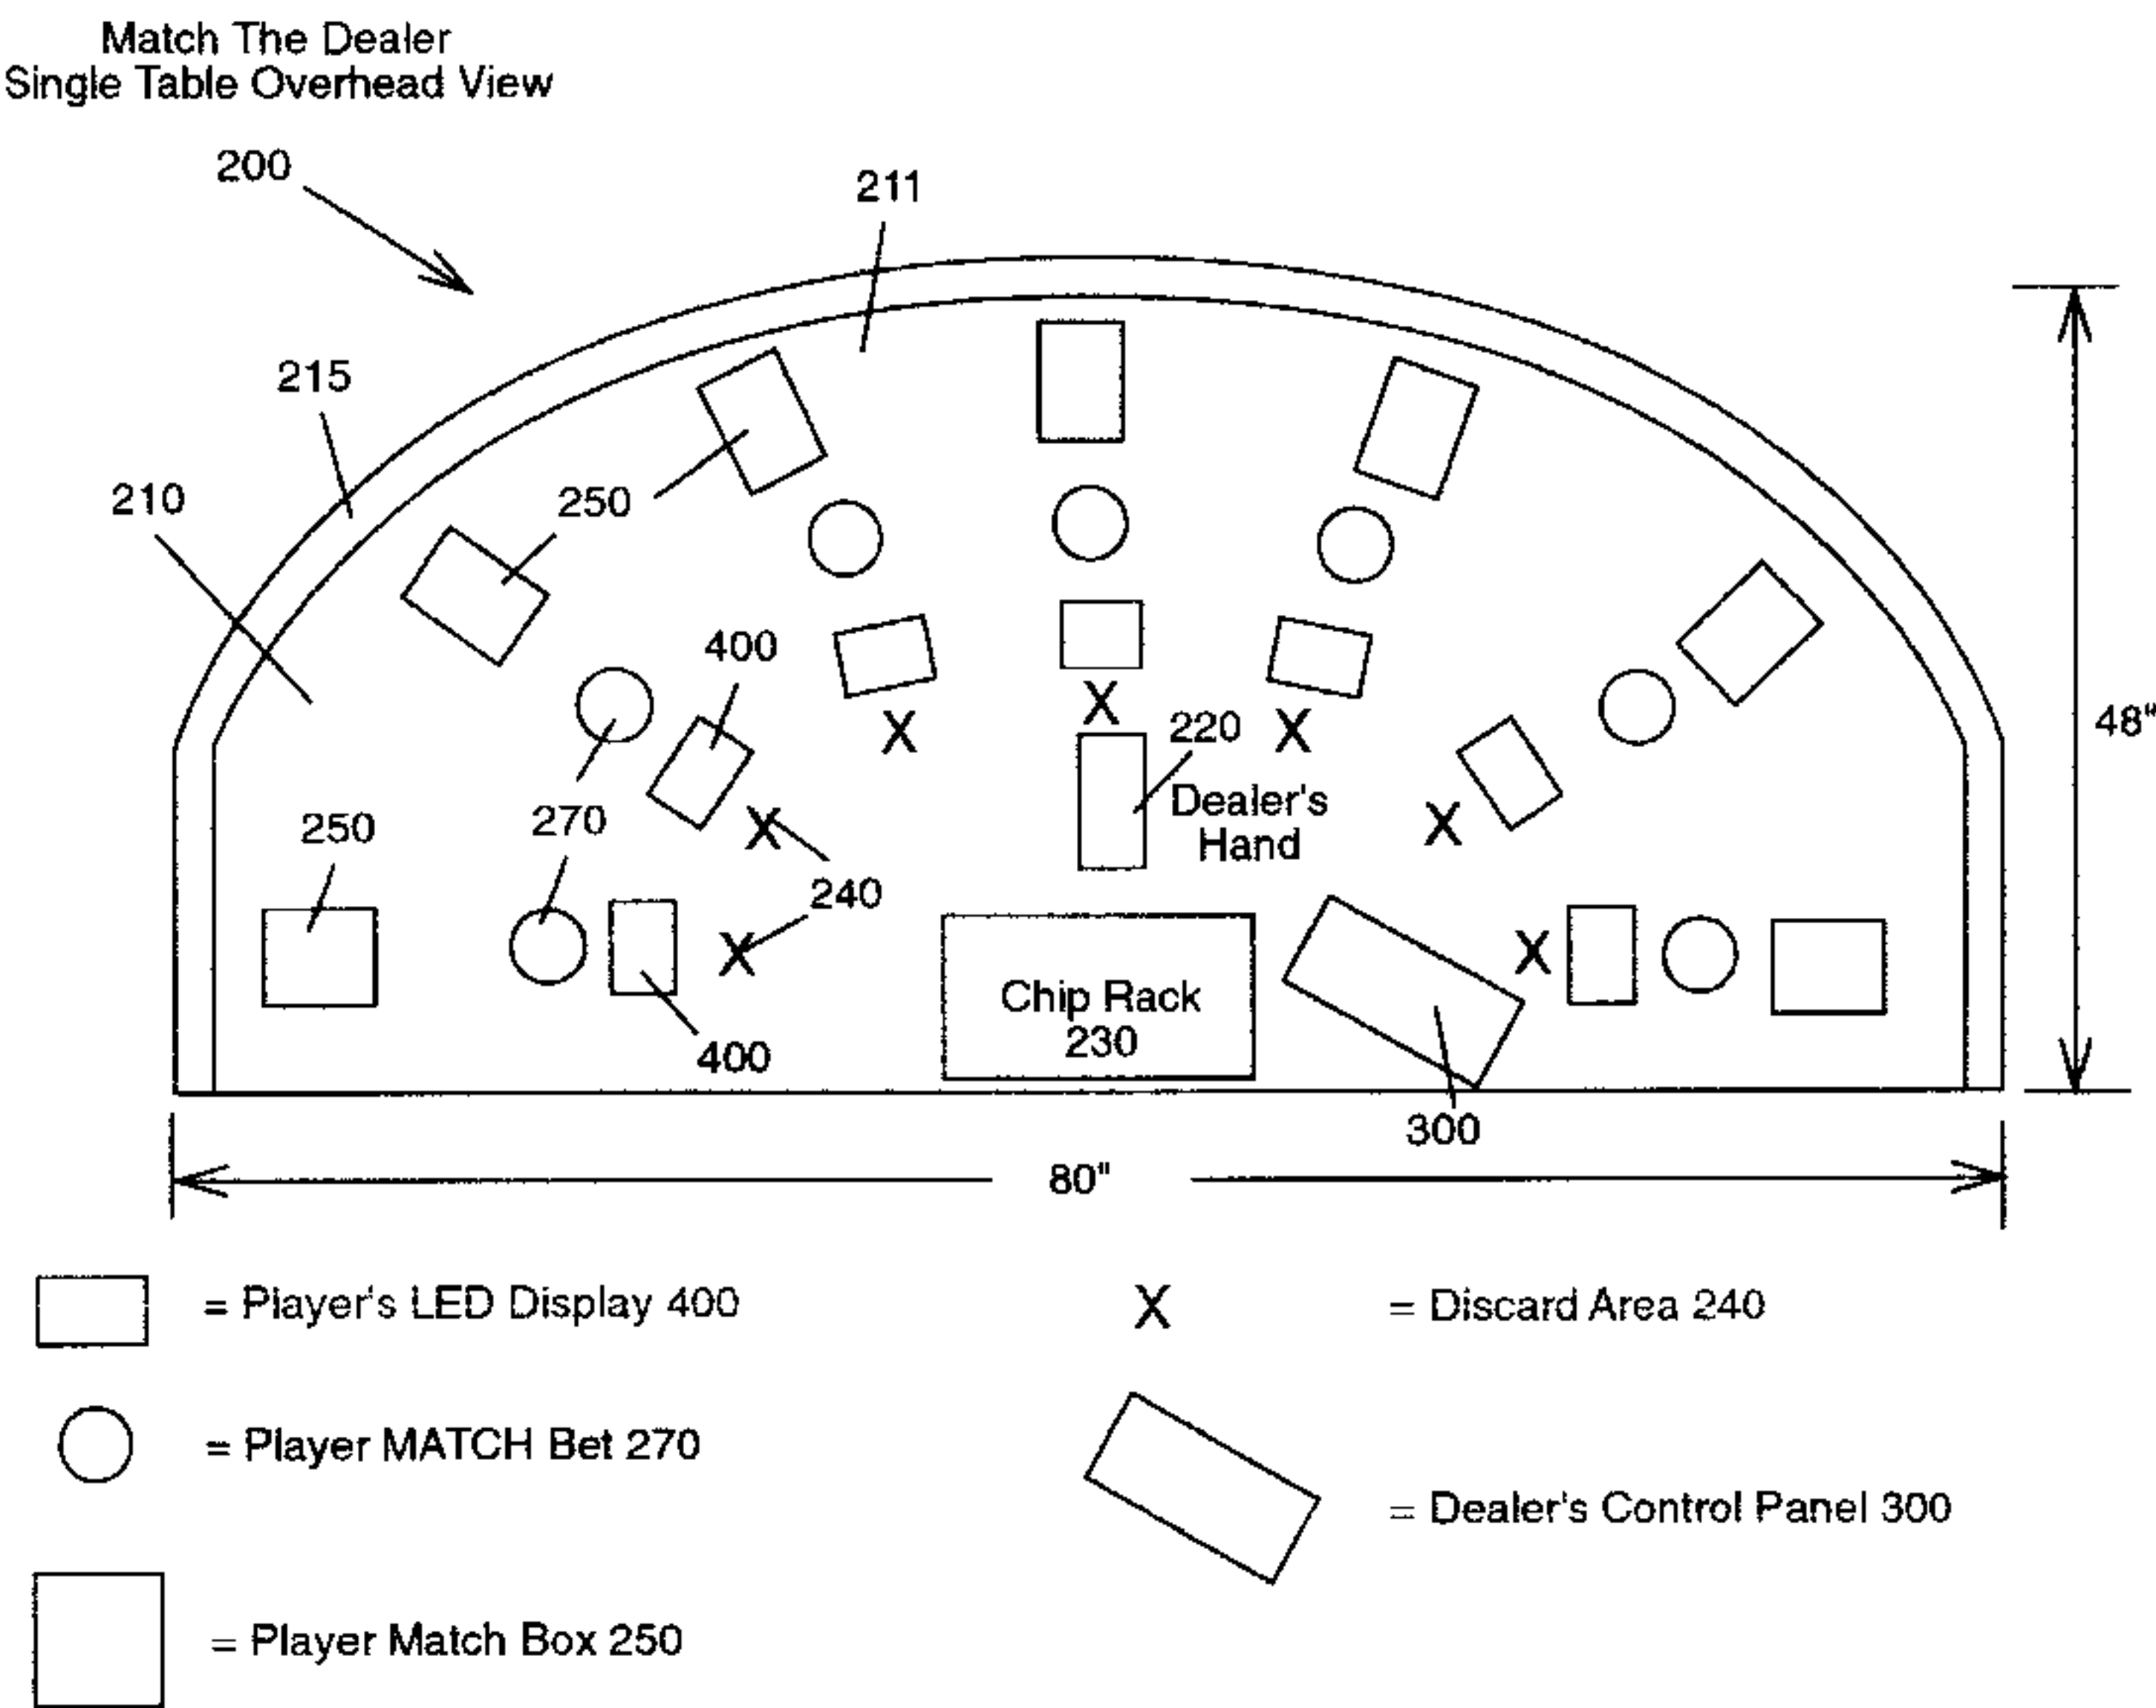 Match The Dealer
Single Table Overhead View
200
211
215
210
250
400
220
48"
Dealer's
Hand
250
270
240
Chip Rack
230
400
300
80"
= Player's LED Display 400
X
= Discard Area 240
= Player MATCH Bet 270
= Dealer's Control Panel 300
= Player Match Box 250
X
X
X
X
X
X
X